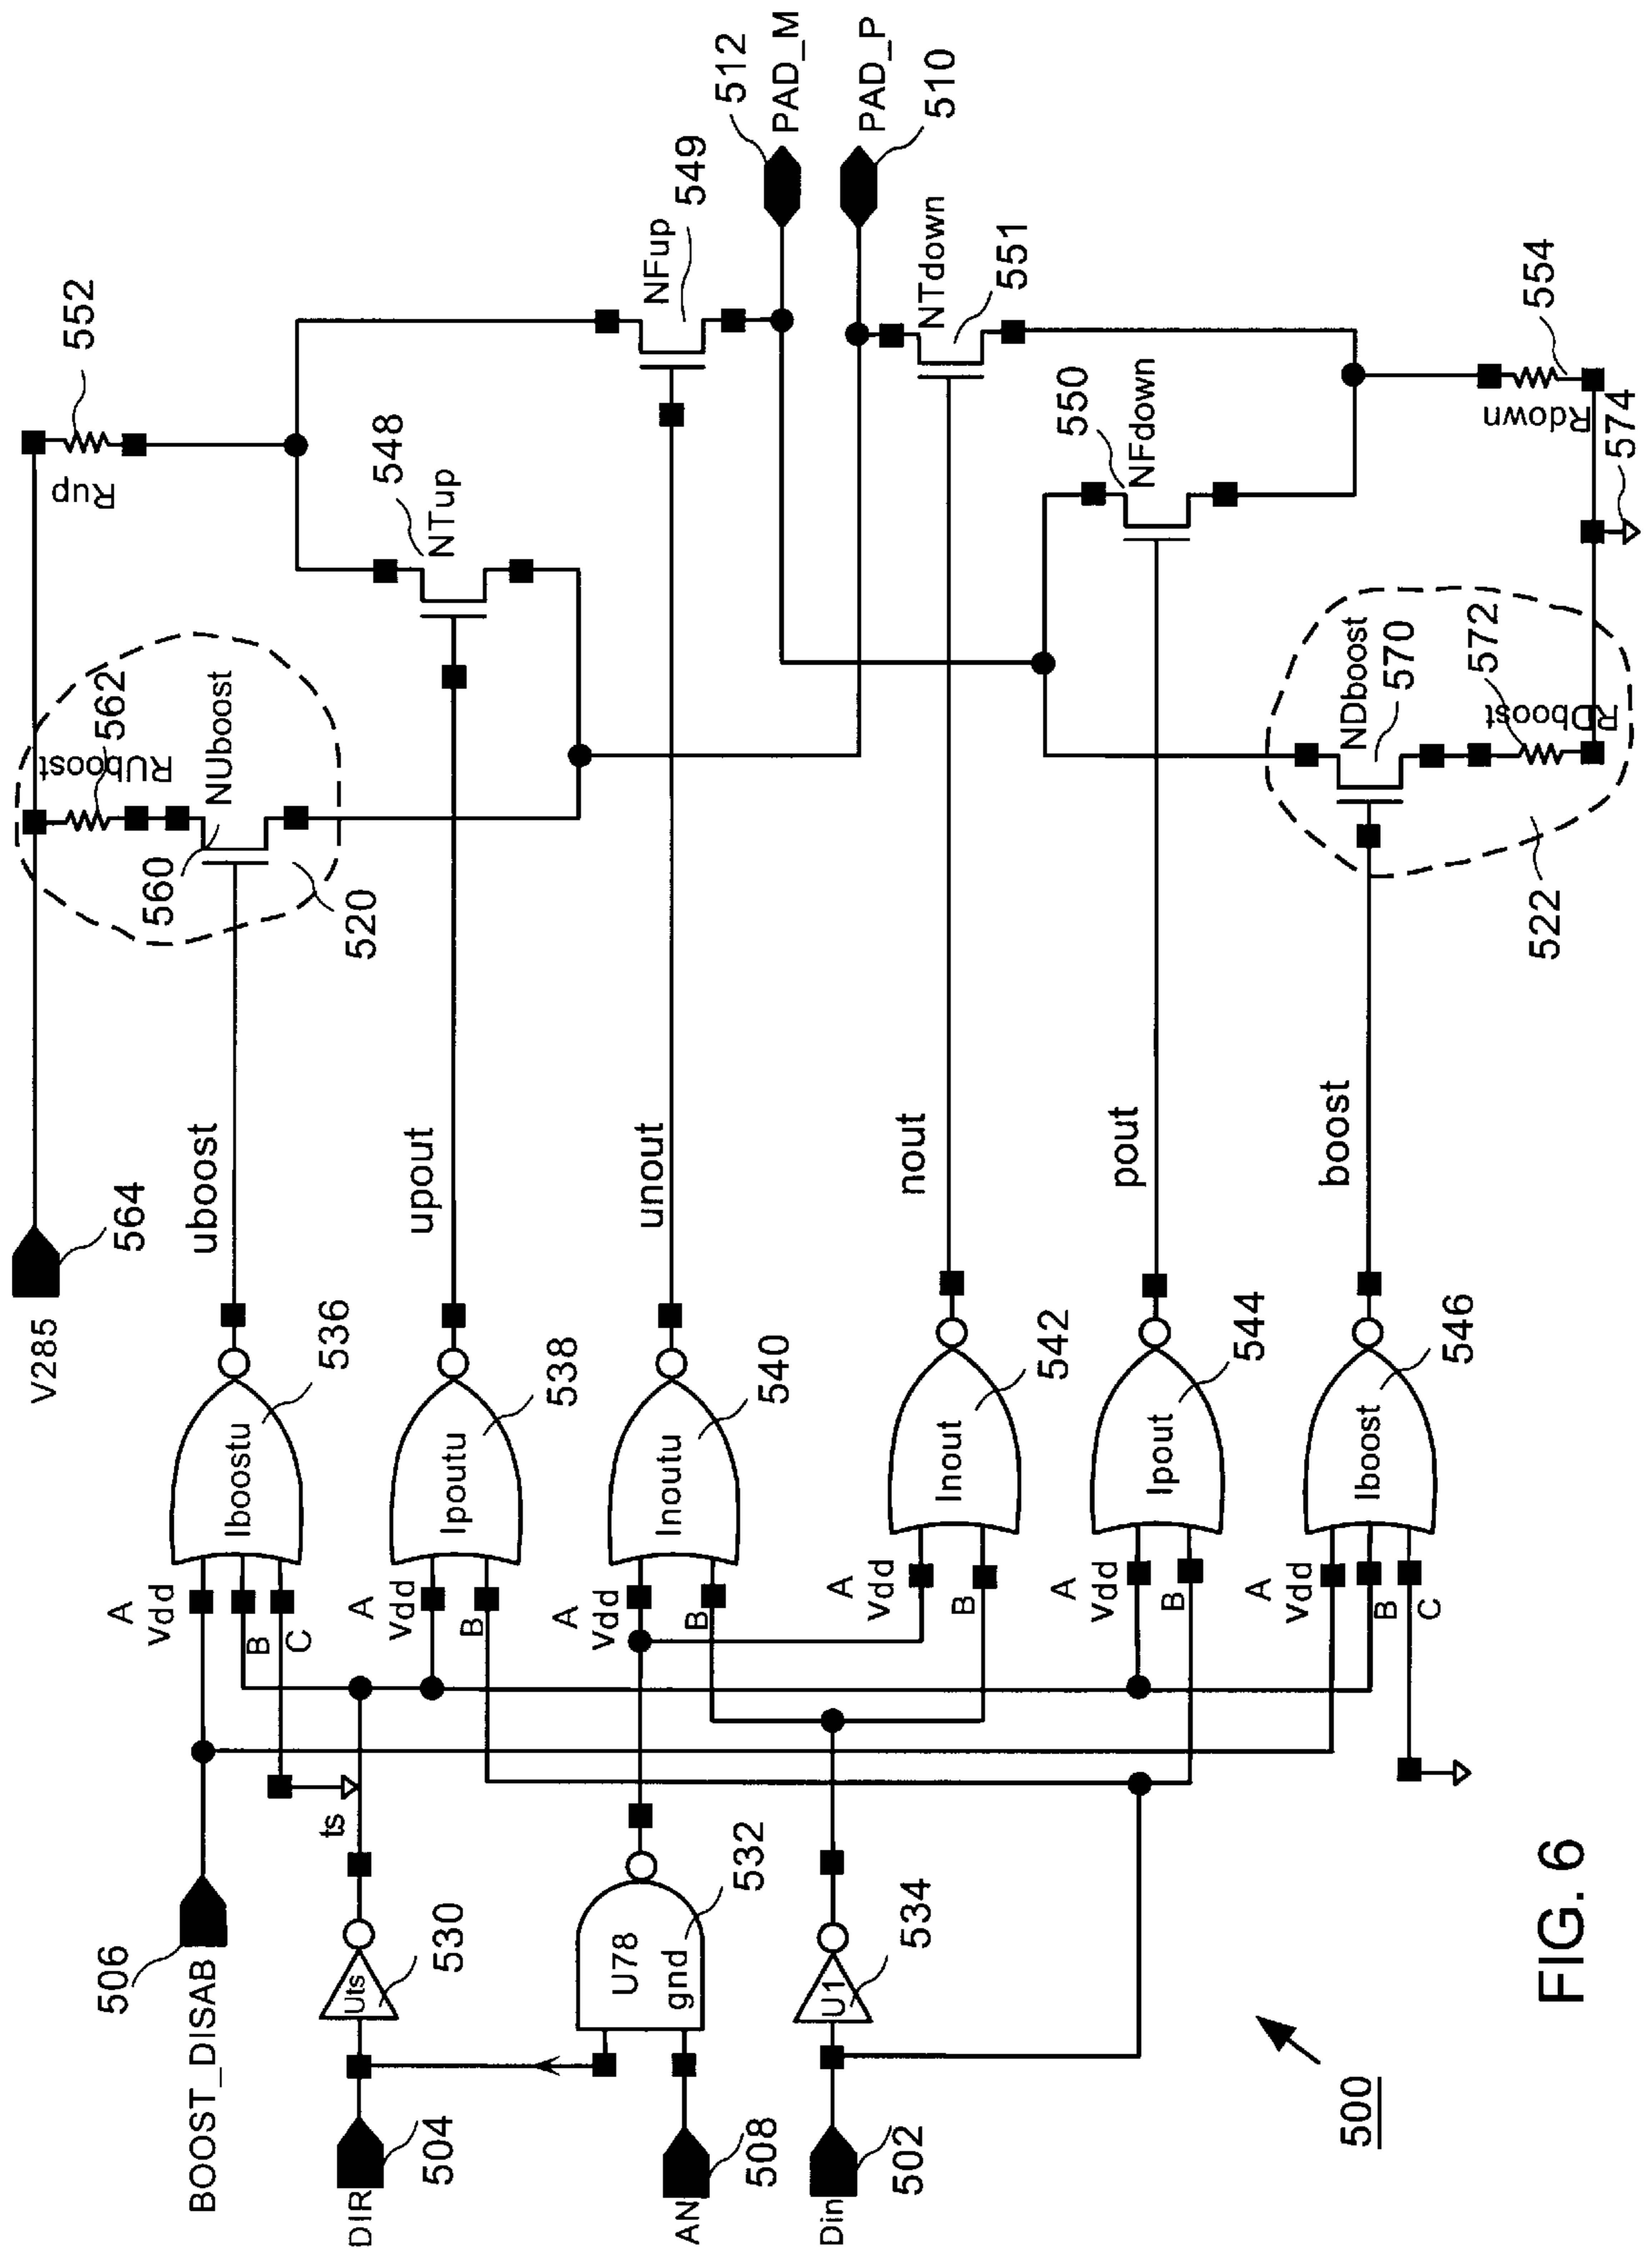 V285
564
RUboost
562
Rup
552
560
NUboost
520
uboost
536
Iboostu
A
Vdd
B
C
506
BOOST_DISAB
548
NTup
upout
538
Ipoutu
A
Vdd
B
ts
Uts
530
DIR
504
NFup
549
unout
540
Inoutu
A
Vdd
B
U78
gnd
532
AN
508
512
PAD_M
PAD_P
510
NTdown
551
nout
542
Inout
A
Vdd
B
U1
534
Din
502
550
NFdown
pout
544
Ipout
A
Vdd
B
NDboost
570
572
RDboost
522
boost
546
Iboost
A
Vdd
B
C
Rdown
554
574
500
FIG. 6